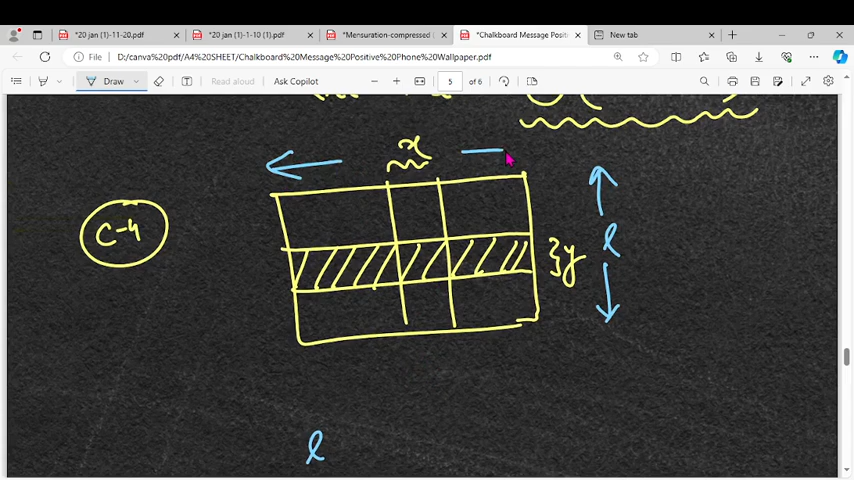 *20 jan (1)-11-20.pdf
*20 jan (1)-1-10 (1).pdf
*Mensuration-compressed (
*Chalkboard Message Positive
New tab
File
D:/canva%20pdf/A4%20SHEET/Chalkboard%20Message%20Positive%20Phone%20Wallpaper.pdf
Draw
Read aloud
Ask Copilot
5
of 6
x
C-4
l
y
l